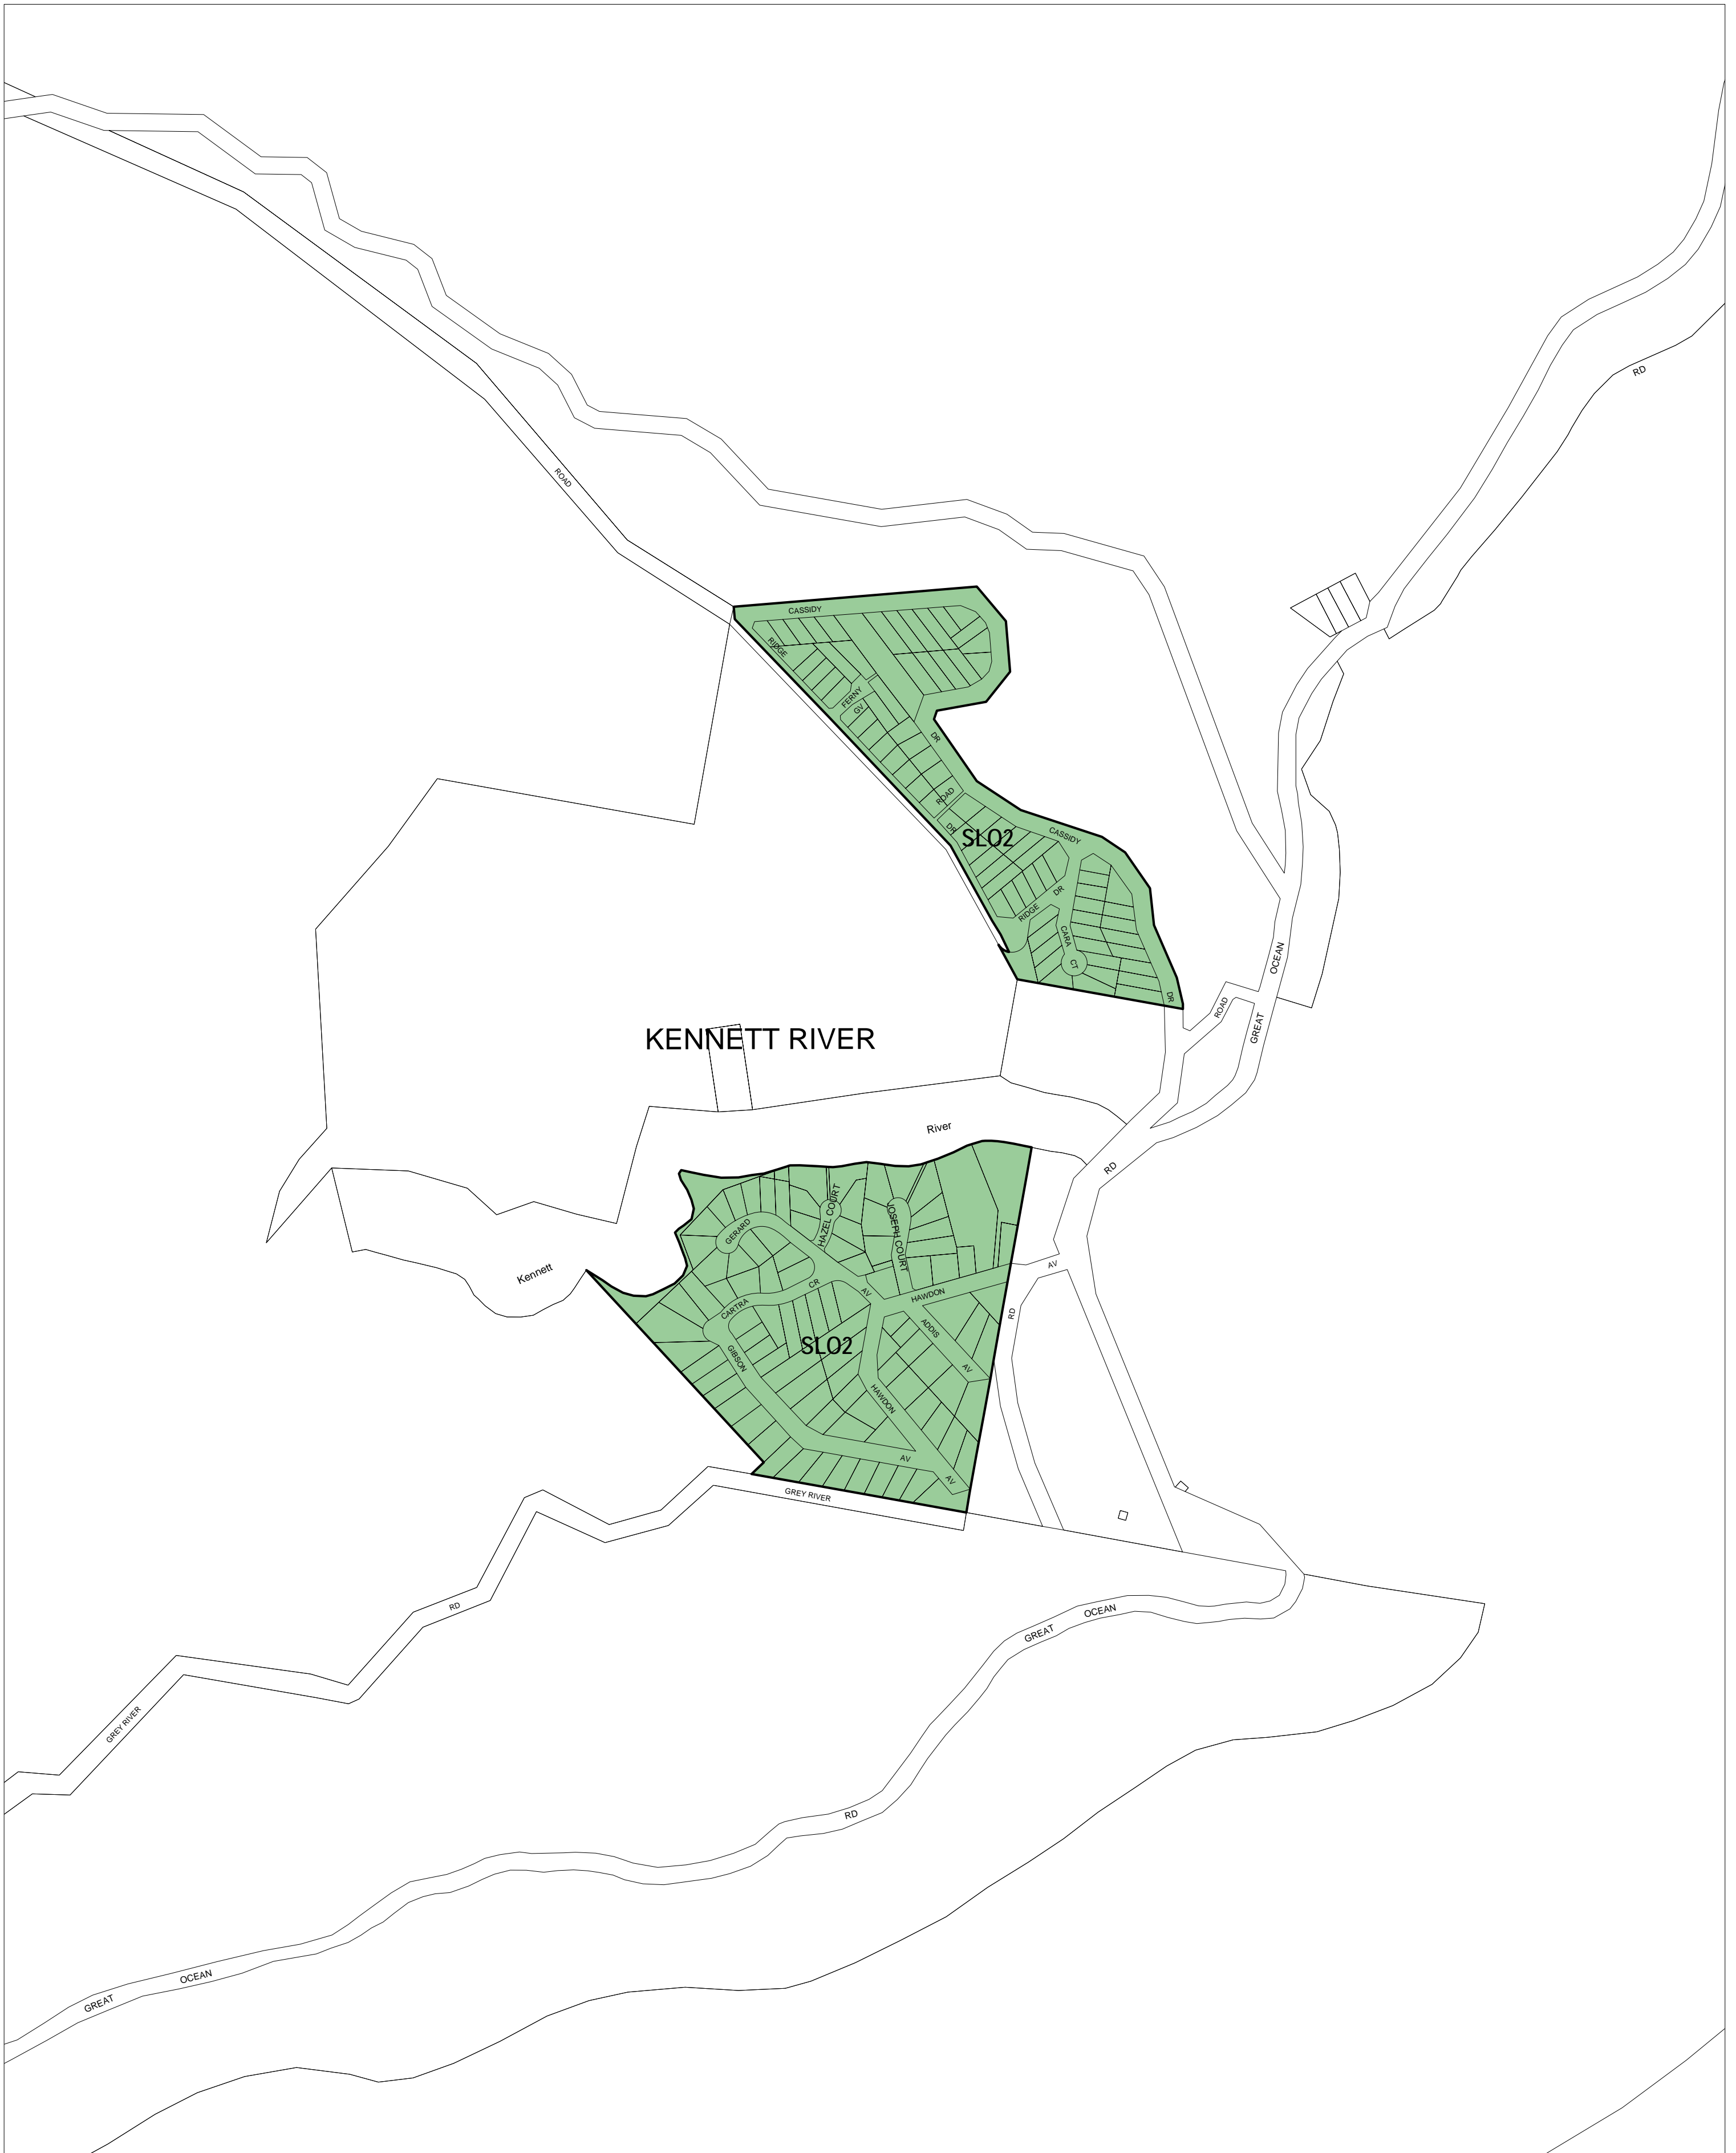 RD
ROAD
CASSIDY
RIDGE
FERNY
GV
DR
ROAD
DR
SLO2
CASSIDY
DR
RIDGE
CARA
CT
DR
OCEAN
ROAD
GREAT
KENNETT RIVER
River
RD
HAZEL COURT
JOSEPH COURT
GERARD
Kennett
AV
CR
AV
HAWDON
CARTRA
RD
ADDIS
SLO2
GIBSON
AV
HAWDON
AV
AV
GREY RIVER
RD
OCEAN
GREAT
GREY RIVER
RD
OCEAN
GREAT